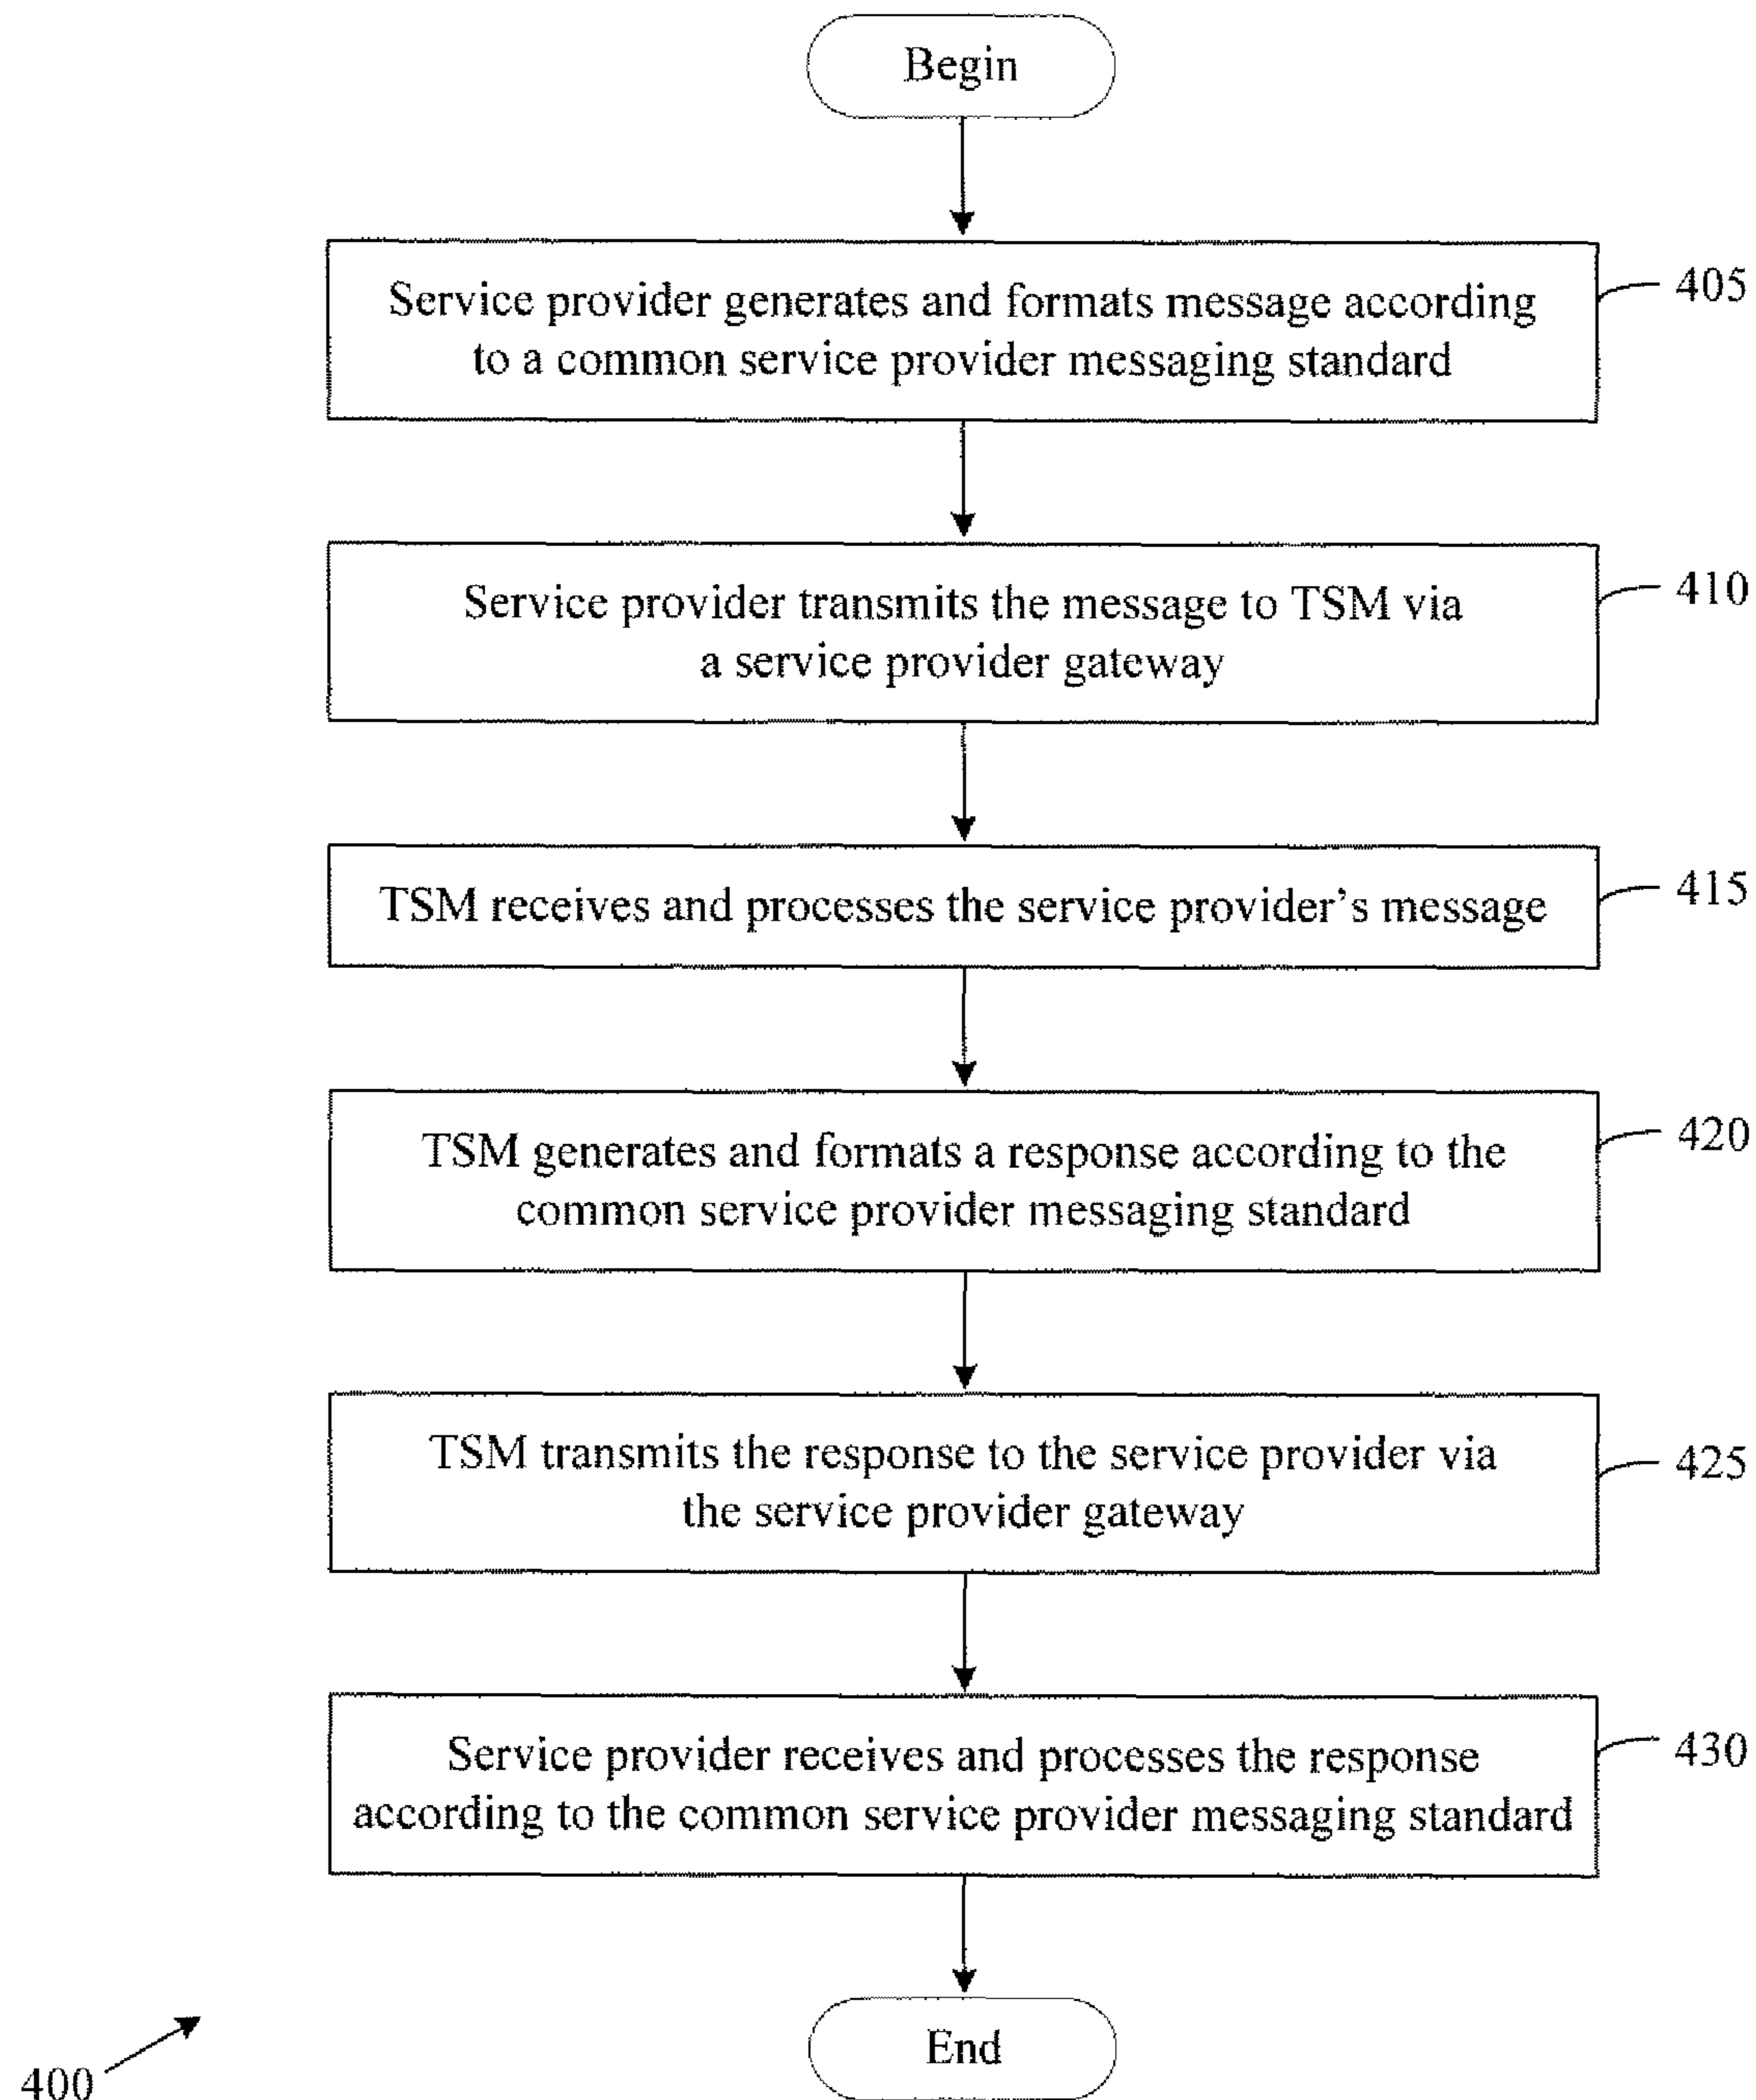 Begin
Service provider generates and formats message according
to a common service provider messaging standard
405
Service provider transmits the message to TSM via
a service provider gateway
410
TSM receives and processes the service provider’s message
415
TSM generates and formats a response according to the
common service provider messaging standard
420
TSM transmits the response to the service provider via
the service provider gateway
425
Service provider receives and processes the response
according to the common service provider messaging standard
430
End
400